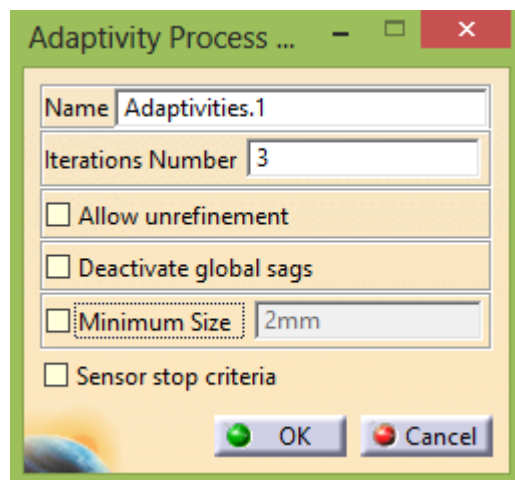 Adaptivity Process ...
Name Adaptivities.1
Iterations Number 3
Allow unrefinement
Deactivate global sags
Minimum Size 2mm
Sensor stop criteria
OK Cancel